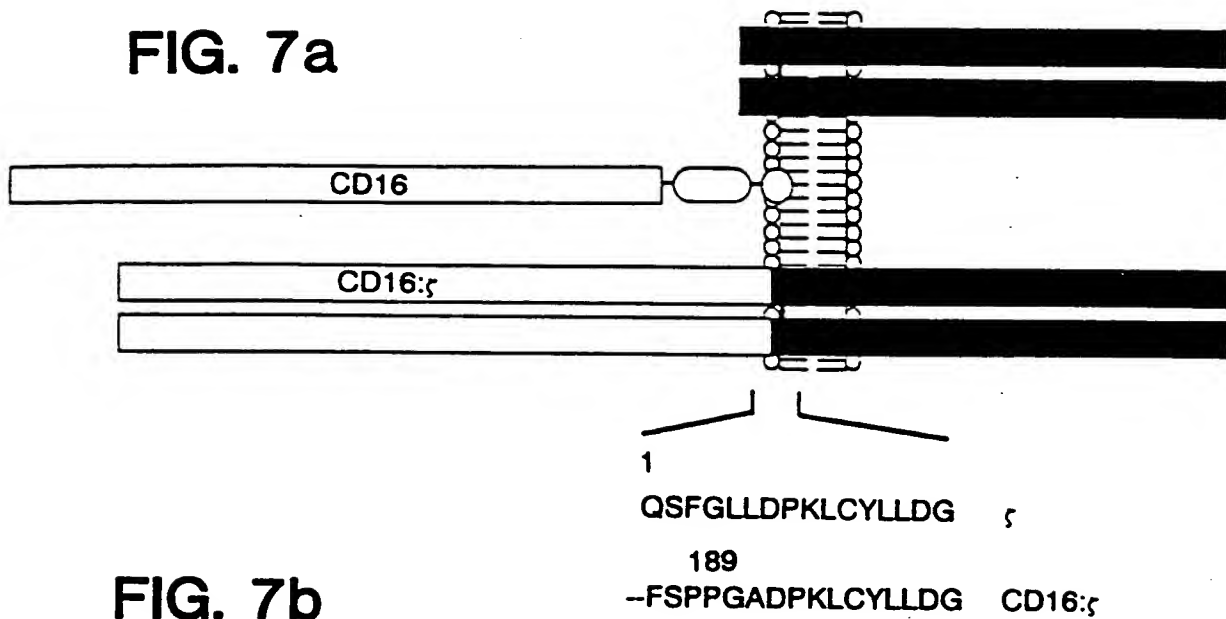 FIG. 7a
CD16
CD16:ζ
1
QSFGLLDPKLCYLLDG ζ
189
--FSPPGADPKLCYLLDG CD16:ζ
FIG. 7b